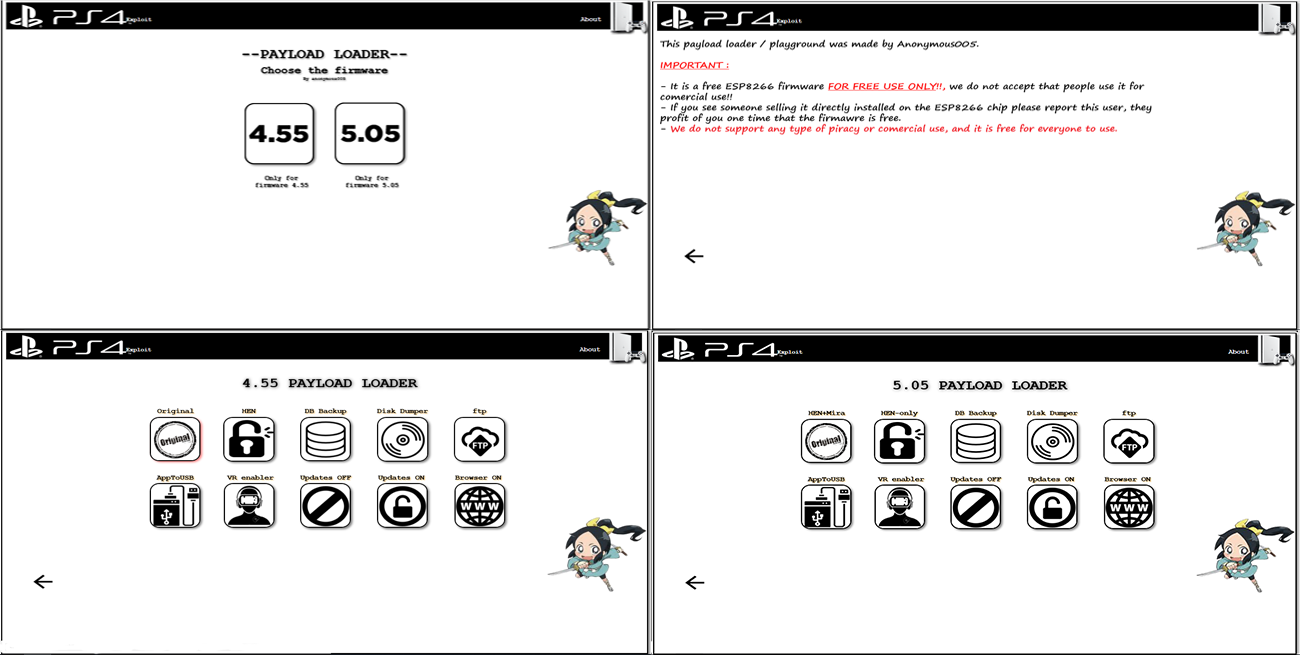 PS4 Exploit
About
--PAYLOAD LOADER--
Choose the firmware
By anonymous005
4.55 5.05
Only for Only for
firmware 4.55 firmware 5.05
PS4 Exploit
This payload loader / playground was made by Anonymous005.
IMPORTANT :
- It is a free ESP8266 firmware FOR FREE USE ONLY!!, we do not accept that people use it for
comercial use!!
- If you see someone selling it directly installed on the ESP8266 chip please report this user, they
profit of you one time that the firmawre is free.
- We do not support any type of piracy or comercial use, and it is free for everyone to use.
PS4 Exploit
About
4.55 PAYLOAD LOADER
Original HEN DB Backup Disk Dumper ftp
Original FTP
AppToUSB VR enabler Updates OFF Updates ON Browser ON
WWW
PS4 Exploit
About
5.05 PAYLOAD LOADER
HEN+Mira HEN-only DB Backup Disk Dumper ftp
Original FTP
AppToUSB VR enabler Updates OFF Updates ON Browser ON
WWW